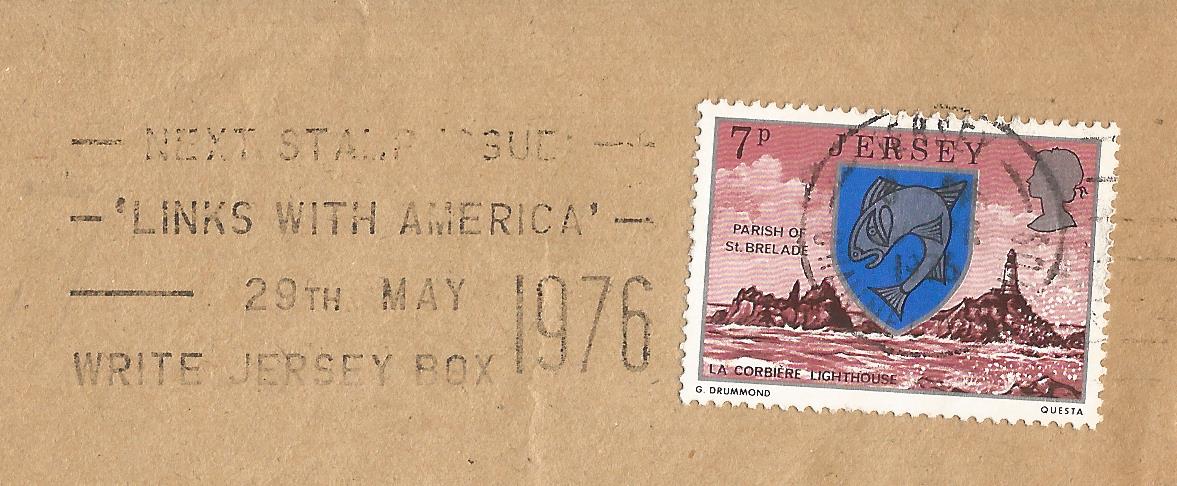 NEXT STAMP ISSUE
— 'LINKS WITH AMERICA' —
— 29TH MAY 1976
WRITE JERSEY BOX
7p JERSEY
PARISH OF
St. BRELADE
LA CORBIÈRE LIGHTHOUSE
G. DRUMMOND
QUESTA